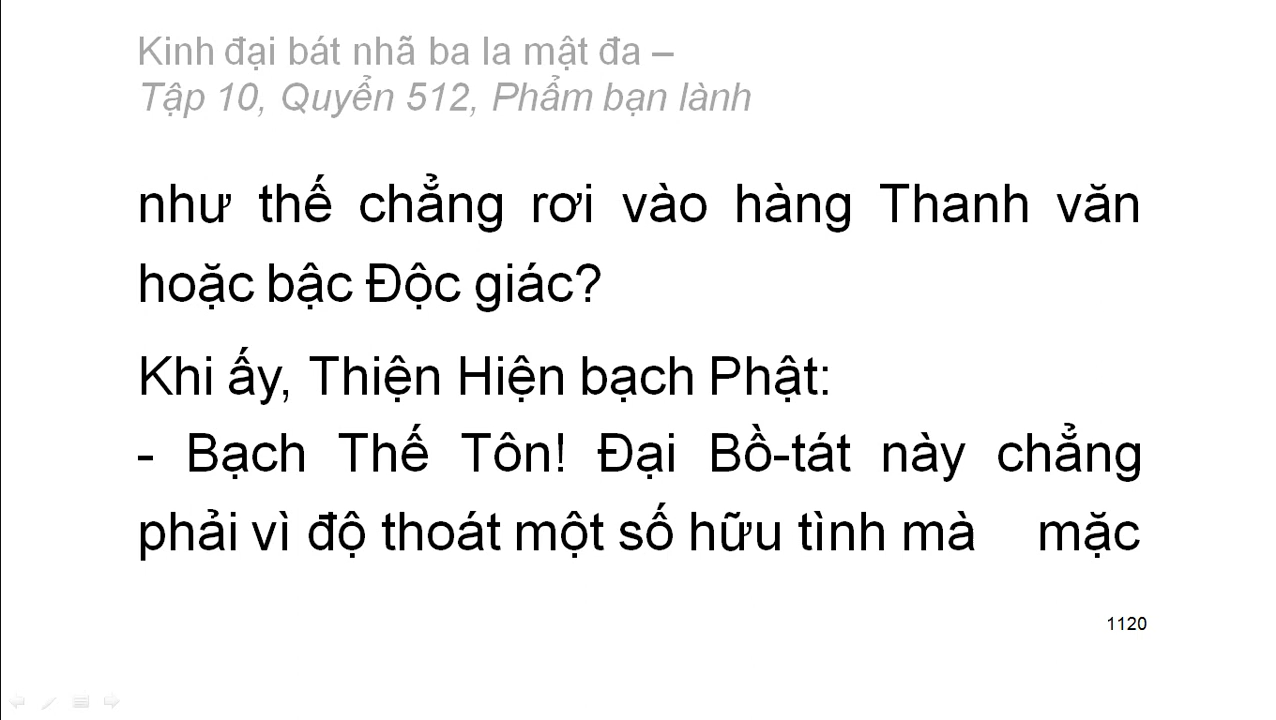 Kinh đại bát nhã ba la mật đa –
Tập 10, Quyển 512, Phẩm bạn lành
như thế chẳng rơi vào hàng Thanh văn
hoặc bậc Độc giác?
Khi ấy, Thiện Hiện bạch Phật:
- Bạch Thế Tôn! Đại Bồ-tát này chẳng
phải vì độ thoát một số hữu tình mà mặc
1120